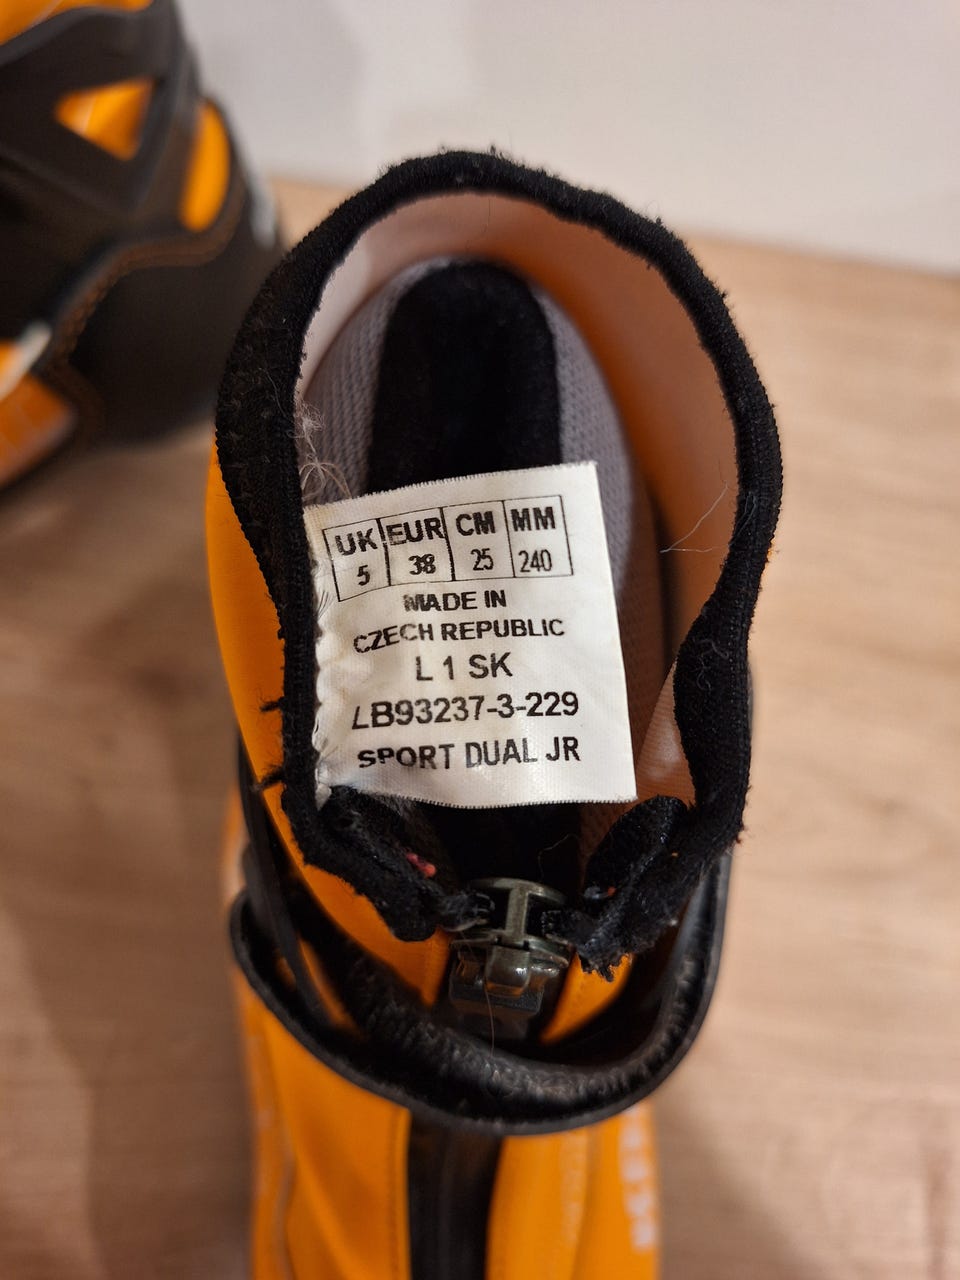 UK EUR CM MM
5 38 25 240
MADE IN
CZECH REPUBLIC
L 1 SK
LB93237-3-229
SPORT DUAL JR